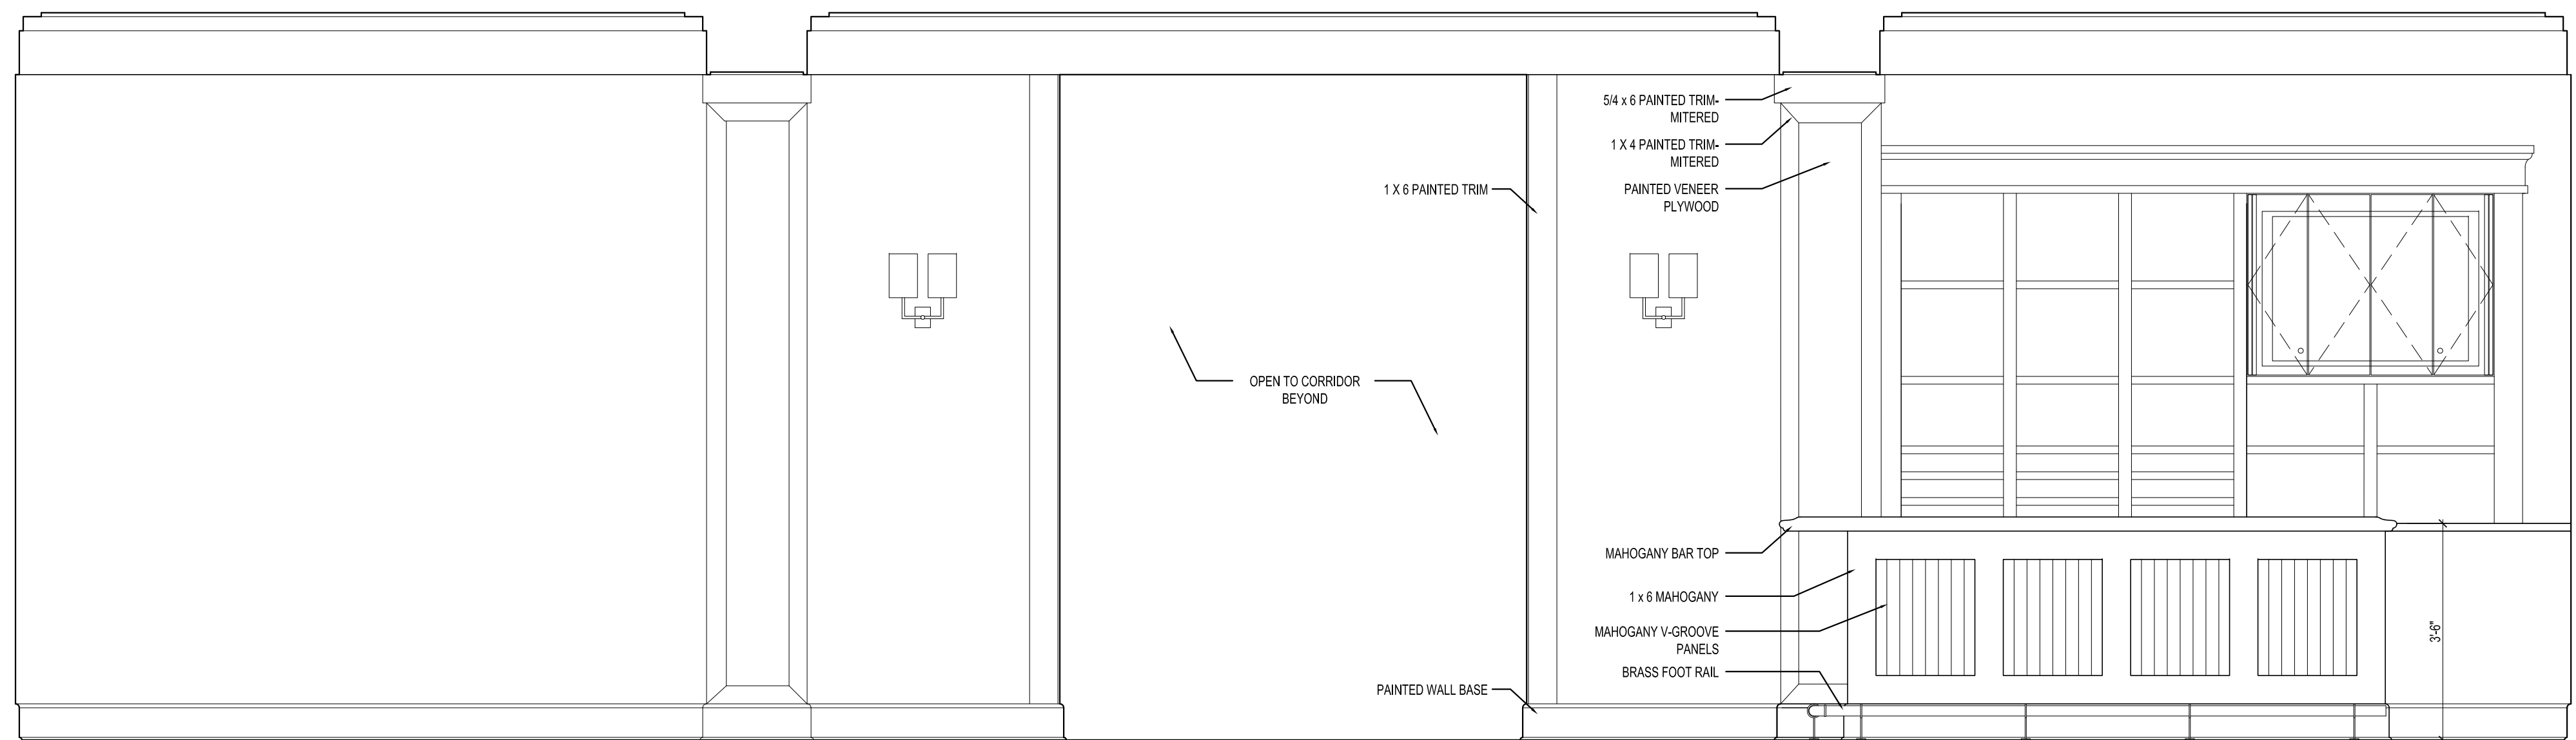 5/4 x 6 PAINTED TRIM-
MITERED
1 X 4 PAINTED TRIM-
MITERED
1 X 6 PAINTED TRIM
PAINTED VENEER
PLYWOOD
OPEN TO CORRIDOR
BEYOND
MAHOGANY BAR TOP
1 x 6 MAHOGANY
MAHOGANY V-GROOVE
PANELS
3'-6"
BRASS FOOT RAIL
PAINTED WALL BASE